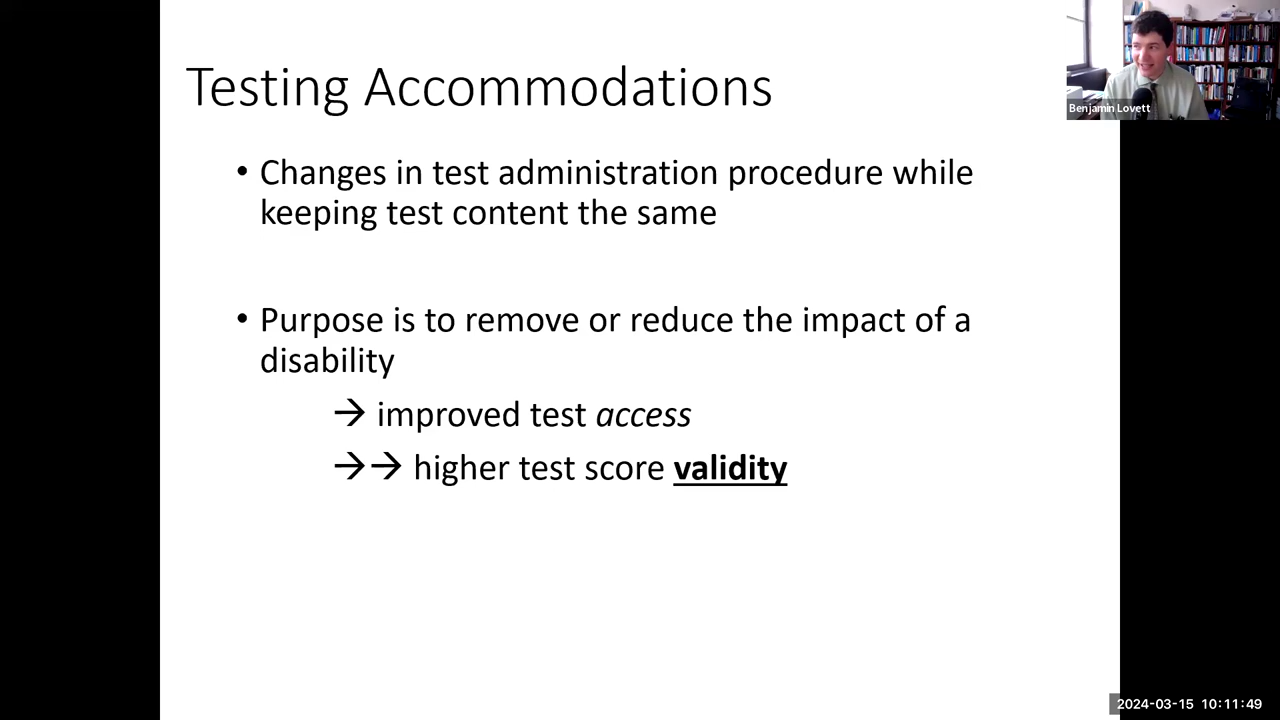 Testing Accommodations
Benjamin Lovett
• Changes in test administration procedure while
keeping test content the same
• Purpose is to remove or reduce the impact of a
disability
→ improved test access
→→ higher test score validity
2024-03-15 10:11:49